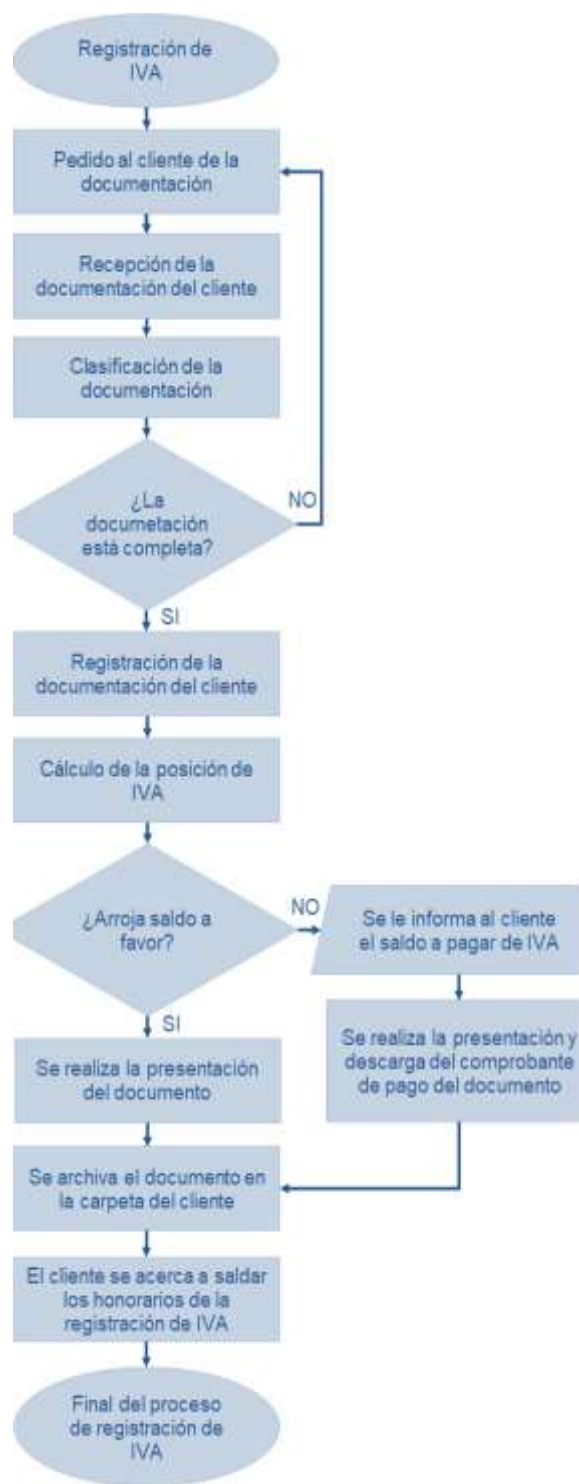 Registración de
IVA
Pedido al cliente de la
documentación
Recepción de la
documentación del cliente
Clasificación de la
documentación
¿La
documetación
está completa?
NO
SI
Registración de la
documentación del cliente
Cálculo de la posición de
IVA
¿Arroja saldo a
favor?
NO
Se le informa al cliente
el saldo a pagar de IVA
SI
Se realiza la presentación
del documento
Se realiza la presentación y
descarga del comprobante
de pago del documento
Se archiva el documento en
la carpeta del cliente
El cliente se acerca a saldar
los honorarios de la
registración de IVA
Final del proceso
de registración de
IVA